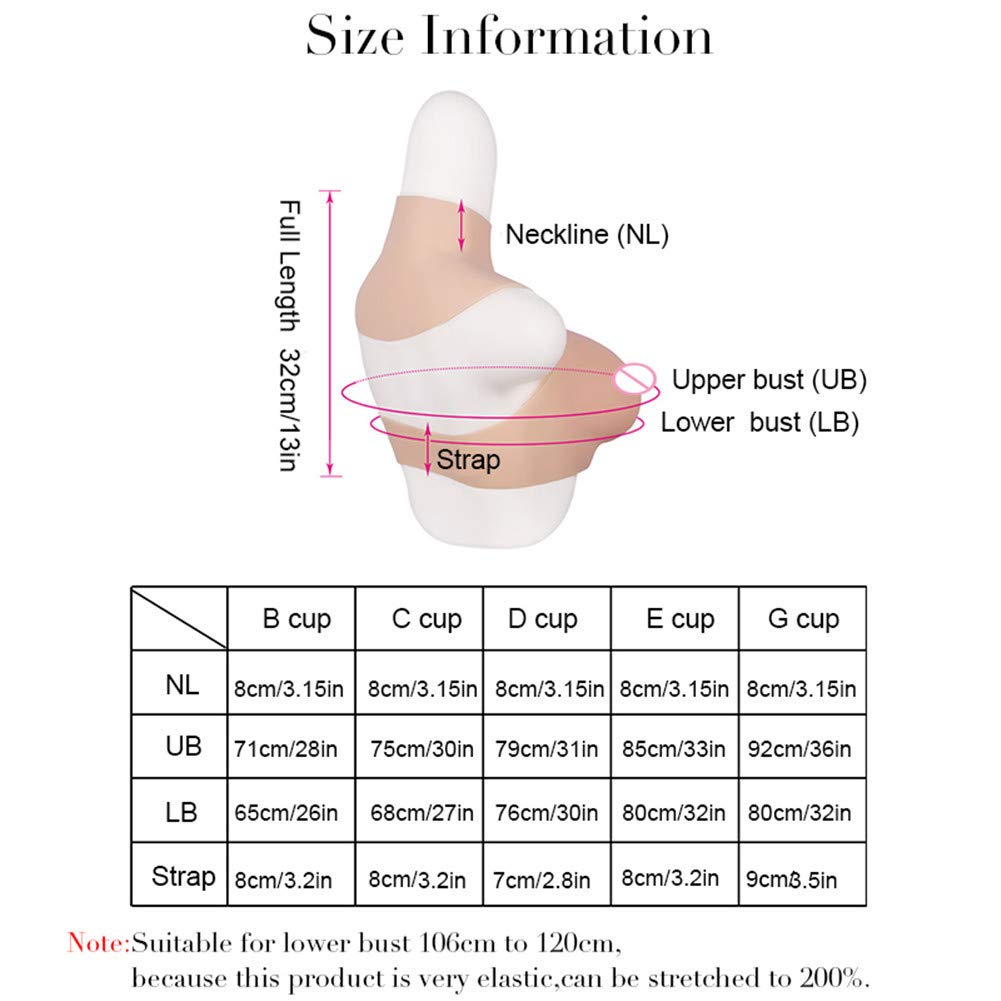 Size Information
Full Length 32cm/13in
Neckline (NL)
Upper bust (UB)
Lower bust (LB)
Strap
B cup C cup D cup E cup G cup
NL 8cm/3.15in 8cm/3.15in 8cm/3.15in 8cm/3.15in 8cm/3.15in
UB 71cm/28in 75cm/30in 79cm/31in 85cm/33in 92cm/36in
LB 65cm/26in 68cm/27in 76cm/30in 80cm/32in 80cm/32in
Strap 8cm/3.2in 8cm/3.2in 7cm/2.8in 8cm/3.2in 9cm3.5in
Note:Suitable for lower bust 106cm to 120cm,
because this product is very elastic,can be stretched to 200%.